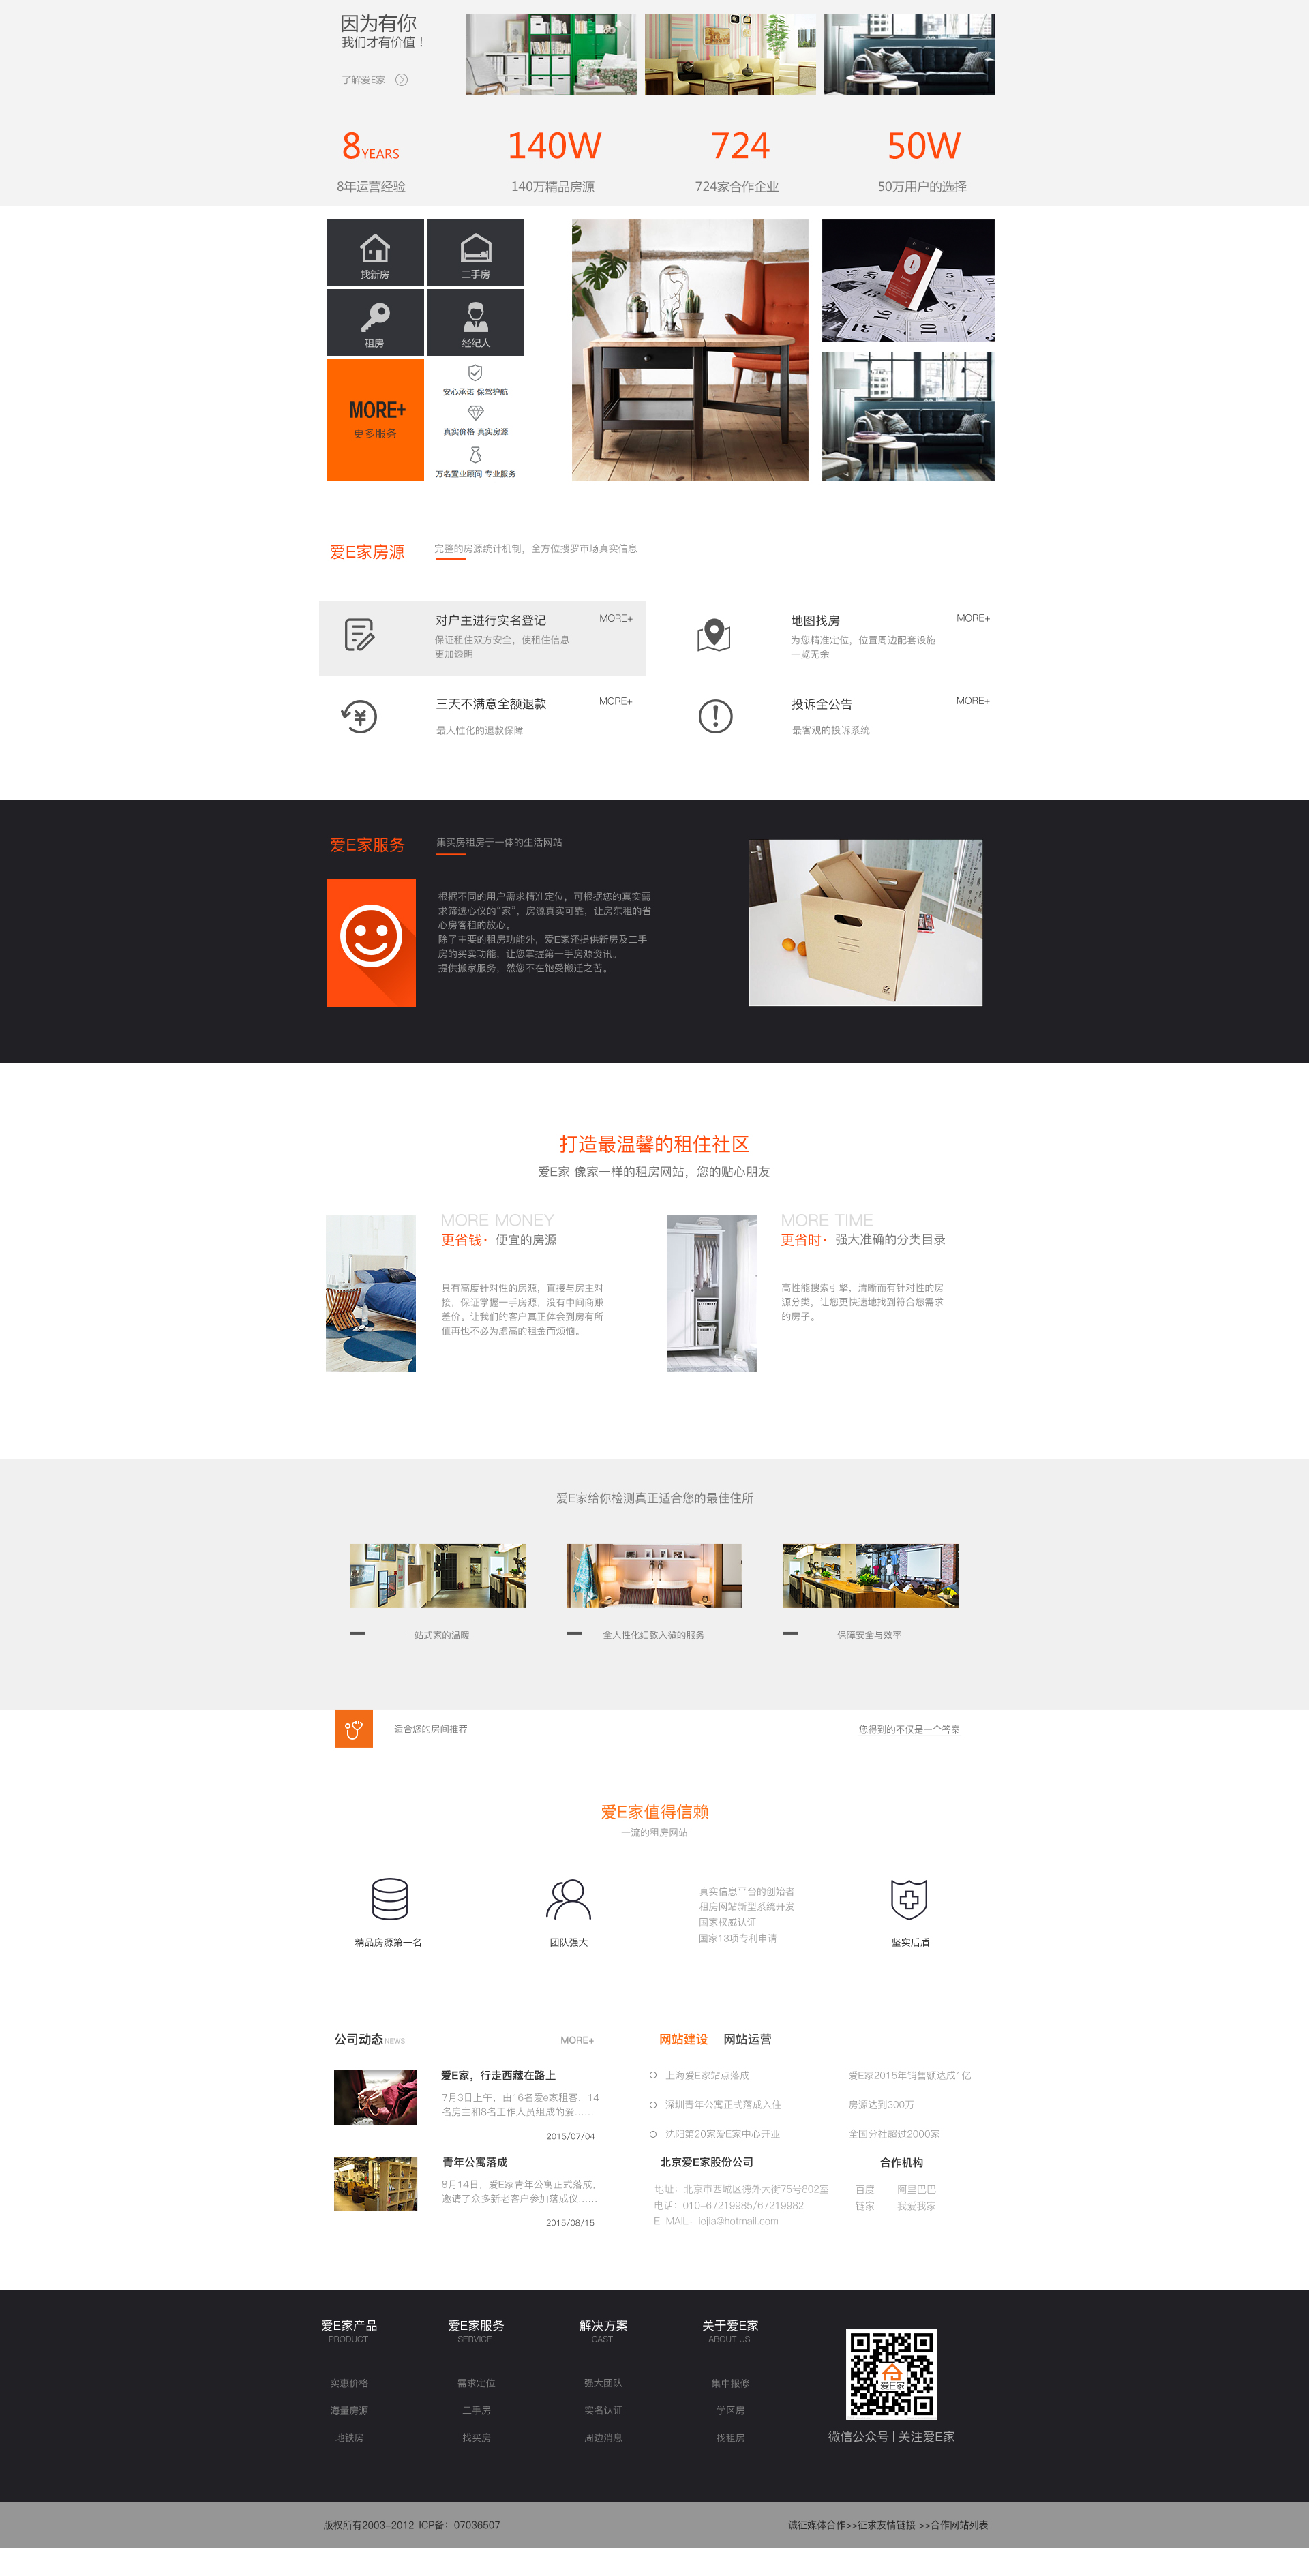 因为有你
我们才有价值！
了解爱E家
8YEARS
8年运营经验
140W
140万精品房源
724
724家合作企业
50W
50万用户的选择
找新房
二手房
租房
经纪人
MORE+
更多服务
安心承诺 保驾护航
真实价格 真实房源
万名置业顾问 专业服务
爱E家房源
完整的房源统计机制，全方位搜罗市场真实信息
对户主进行实名登记
MORE+
保证租住双方安全，使租住信息
更加透明
地图找房
MORE+
为您精准定位，位置周边配套设施
一览无余
三天不满意全额退款
MORE+
最人性化的退款保障
投诉全公告
MORE+
最客观的投诉系统
爱E家服务
集买房租房于一体的生活网站
根据不同的用户需求精准定位，可根据您的真实需
求筛选心仪的“家”，房源真实可靠，让房东租的省
心房客租的放心。
除了主要的租房功能外，爱E家还提供新房及二手
房的买卖功能，让您掌握第一手房源资讯。
提供搬家服务，然您不在饱受搬迁之苦。
打造最温馨的租住社区
爱E家 像家一样的租房网站，您的贴心朋友
MORE MONEY
更省钱· 便宜的房源
具有高度针对性的房源，直接与房主对
接，保证掌握一手房源，没有中间商赚
差价。让我们的客户真正体会到房有所
值再也不必为虚高的租金而烦恼。
MORE TIME
更省时· 强大准确的分类目录
高性能搜索引擎，清晰而有针对性的房
源分类，让您更快速地找到符合您需求
的房子。
爱E家给你检测真正适合您的最佳住所
一站式家的温暖
全人性化细致入微的服务
保障安全与效率
适合您的房间推荐
您得到的不仅是一个答案
爱E家值得信赖
一流的租房网站
精品房源第一名
团队强大
真实信息平台的创始者
租房网站新型系统开发
国家权威认证
国家13项专利申请
坚实后盾
公司动态NEWS
MORE+
爱E家，行走西藏在路上
7月3日上午，由16名爱e家租客，14
名房主和8名工作人员组成的爱......
2015/07/04
青年公寓落成
8月14日，爱E家青年公寓正式落成，
邀请了众多新老客户参加落成仪......
2015/08/15
网站建设 网站运营
上海爱E家站点落成
爱E家2015年销售额达成1亿
深圳青年公寓正式落成入住
房源达到300万
沈阳第20家爱E家中心开业
全国分社超过2000家
北京爱E家股份公司
地址：北京市西城区德外大街75号802室
电话：010-67219985/67219982
E-MAIL：iejia@hotmail.com
合作机构
百度 阿里巴巴
链家 我爱我家
爱E家产品
PRODUCT
实惠价格
海量房源
地铁房
爱E家服务
SERVICE
需求定位
二手房
找买房
解决方案
CAST
强大团队
实名认证
周边消息
关于爱E家
ABOUT US
集中报修
学区房
找租房
爱E家
微信公众号 | 关注爱E家
版权所有2003-2012 ICP备：07036507
诚征媒体合作>>征求友情链接 >>合作网站列表